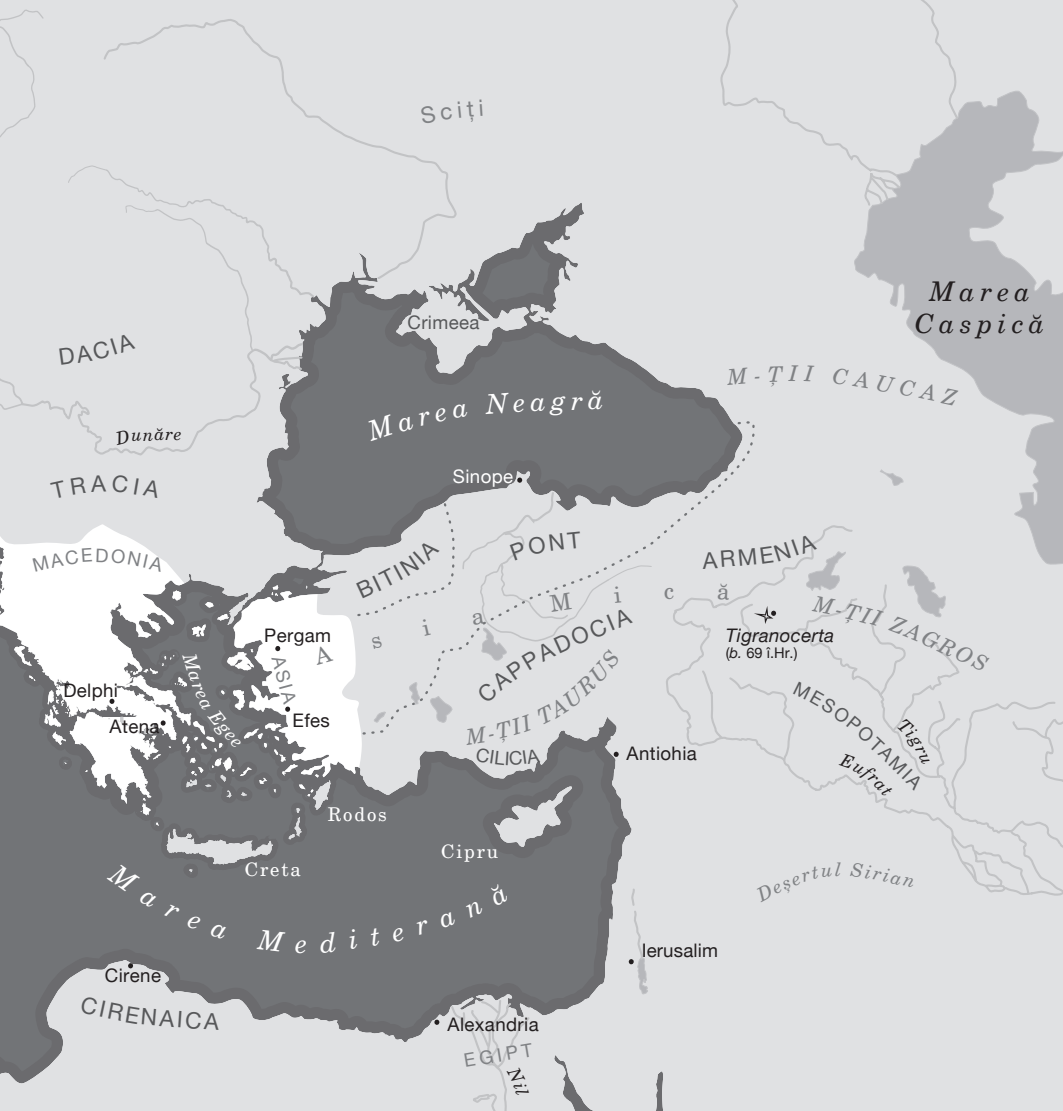 Sciți
Marea
Caspică
Crimeea
DACIA
M-ȚII CAUCAZ
Marea Neagră
Dunăre
Sinope
TRACIA
MACEDONIA
BITINIA
PONT
ARMENIA
Asia Mică
Tigranocerta
(b. 69 î.Hr.)
M-ȚII ZAGROS
Pergam
ASIA
CAPPADOCIA
Delphi
Marea Egee
Efes
Atena
M-ȚII TAURUS
MESOPOTAMIA
Tigru
CILICIA
Antiohia
Eufrat
Rodos
Cipru
Creta
Deșertul Sirian
Marea Mediterană
Ierusalim
Cirene
CIRENAICA
Alexandria
EGIPT
Nil